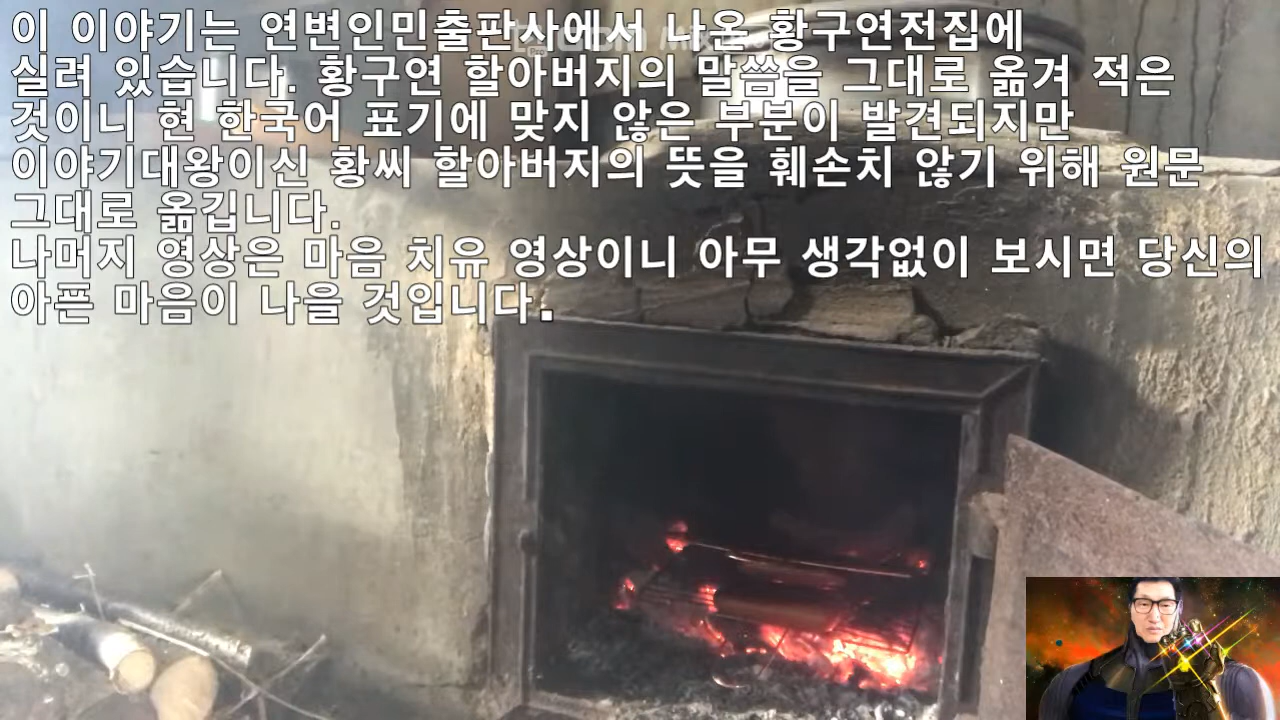 이 이야기는 연변인민출판사에서 나온 황구연전집에
실려 있습니다. 황구연 할아버지의 말씀을 그대로 옮겨 적은
것이니 현 한국어 표기에 맞지 않은 부분이 발견되지만
이야기대왕이신 황씨 할아버지의 뜻을 훼손치 않기 위해 원문
그대로 옮깁니다.
나머지 영상은 마음 치유 영상이니 아무 생각없이 보시면 당신의
아픈 마음이 나을 것입니다.